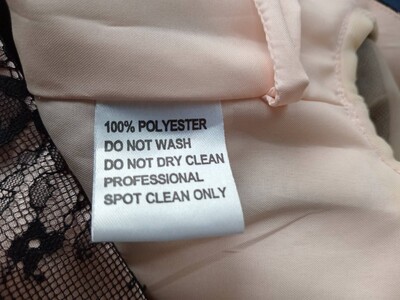 100% POLYESTER
DO NOT WASH
DO NOT DRY CLEAN
PROFESSIONAL
SPOT CLEAN ONLY